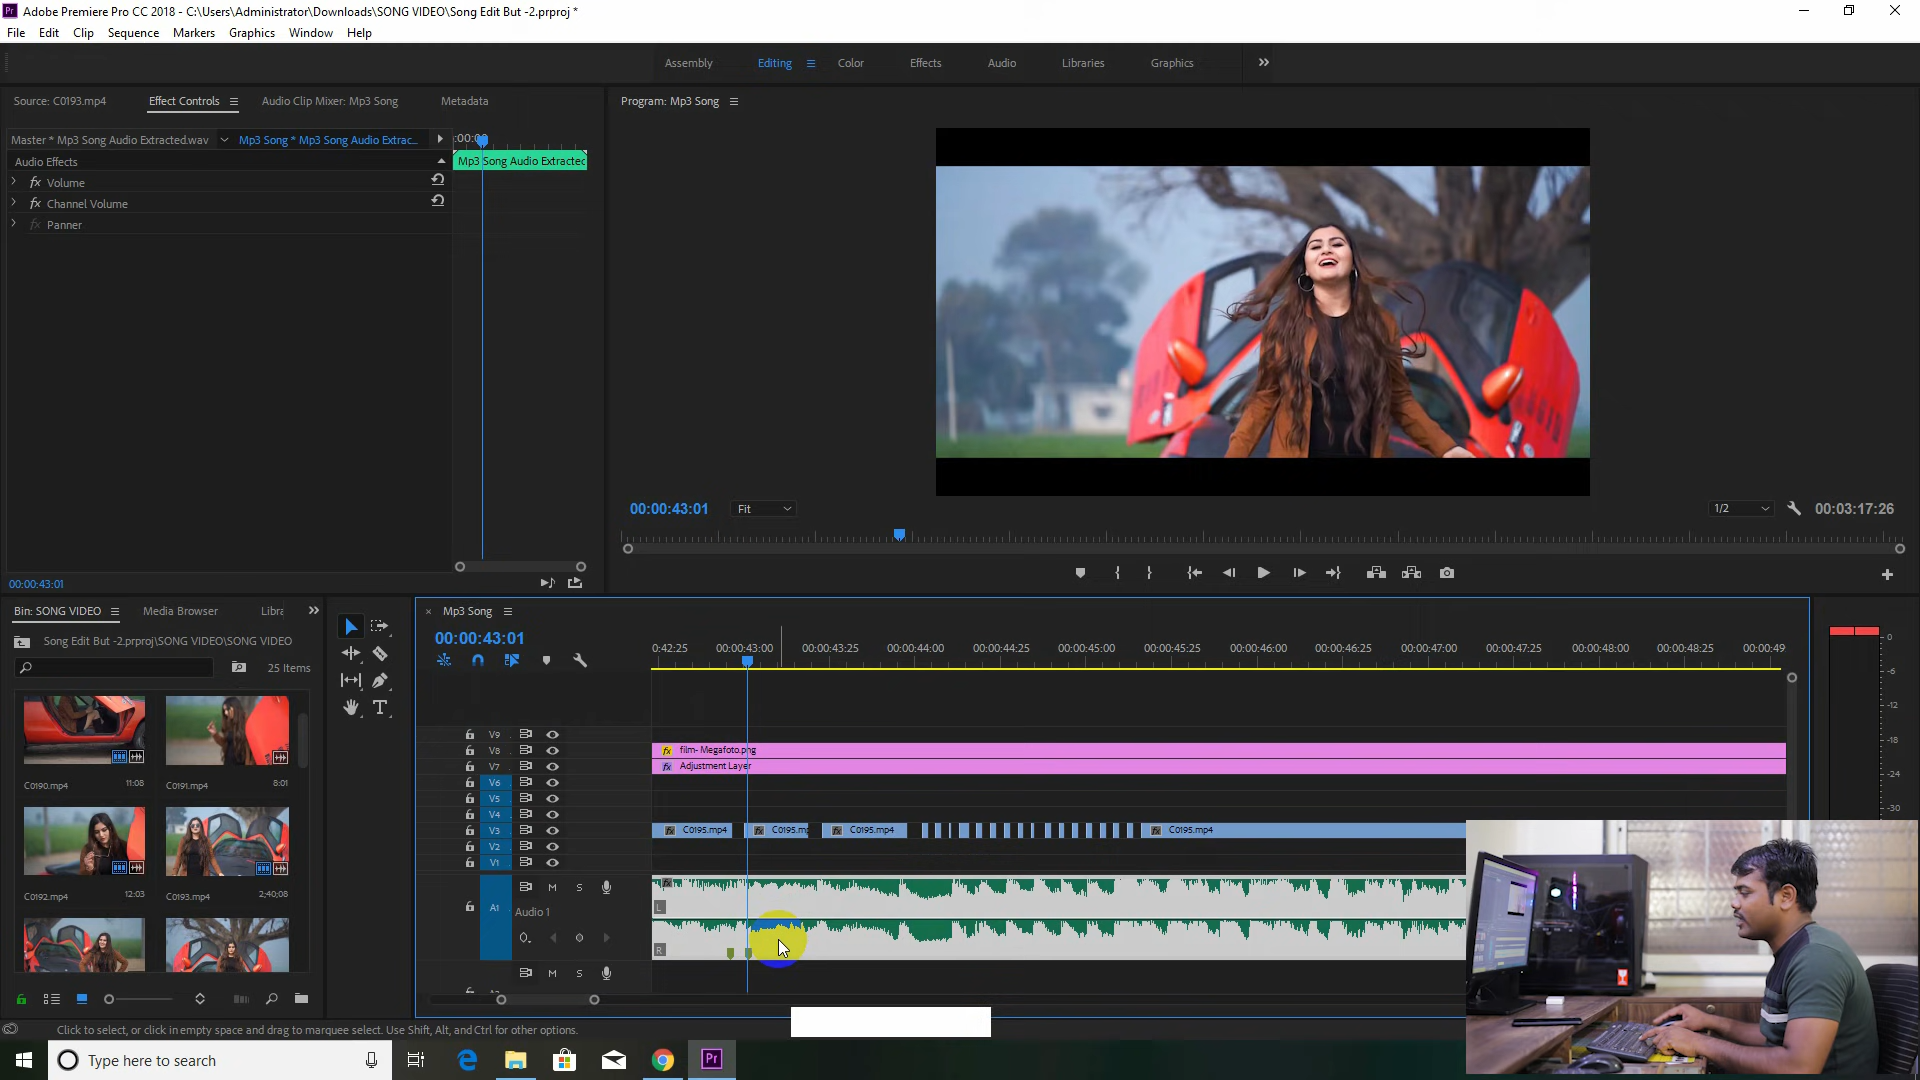 Adobe Premiere Pro CC 2018 - C:\Users\Administrator\Downloads\SONG VIDEO\Song Edit But -2.prproj *
File Edit Clip Sequence Markers Graphics Window Help
Assembly Editing Color Effects Audio Libraries Graphics
Source: C0193.mp4 Effect Controls Audio Clip Mixer: Mp3 Song Metadata
Program: Mp3 Song
Master * Mp3 Song Audio Extracted.wav Mp3 Song * Mp3 Song Audio Extrac... :00:00
Audio Effects Mp3 Song Audio Extracted
fx Volume
fx Channel Volume
fx Panner
00:00:43:01 Fit 1/2 00:03:17:26
00:00:43:01
Bin: SONG VIDEO Media Browser Libra
Song Edit But -2.prproj\SONG VIDEO\SONG VIDEO
25 Items
C0190.mp4 11:08 C0191.mp4 8:01
C0192.mp4 12:03 C0193.mp4 2:40:08
Mp3 Song
00:00:43:01
0:42:25 00:00:43:00 00:00:43:25 00:00:44:00 00:00:44:25 00:00:45:00 00:00:45:25 00:00:46:00 00:00:46:25 00:00:47:00 00:00:47:25 00:00:48:00 00:00:48:25 00:00:49
V9
V8 fx film- Megafoto.png
V7 fx Adjustment Layer
V6
V5
V4
V3 C0195.mp4 C0195.m C0195.mp4 C0195.mp4
V2
V1
A1 M S L
Audio 1
R
M S
0
-6
-12
-18
-24
-30
Click to select, or click in empty space and drag to marquee select. Use Shift, Alt, and Ctrl for other options.
Type here to search